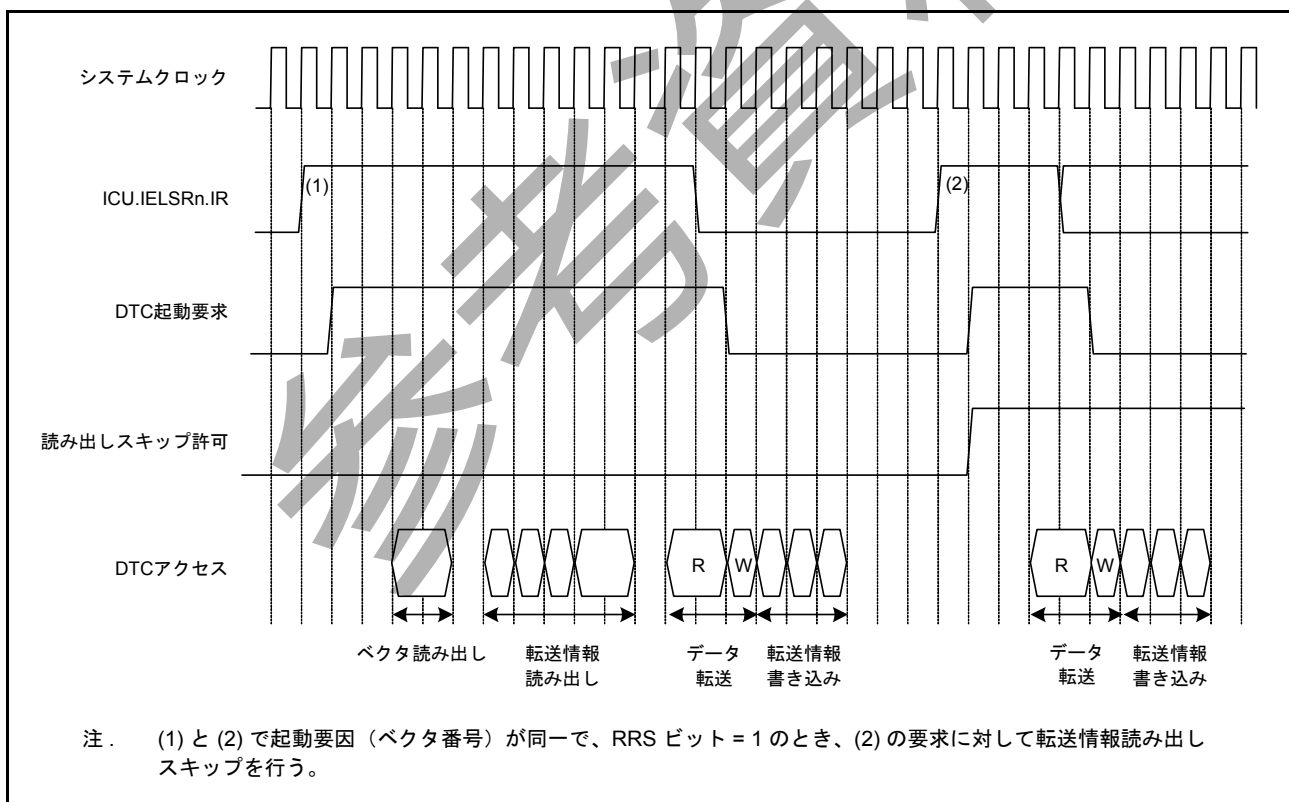 システムクロック
ICU.IELSRn.IR
(1)
(2)
DTC起動要求
読み出しスキップ許可
DTCアクセス
R
W
R
W
ベクタ読み出し
転送情報
読み出し
データ
転送
転送情報
書き込み
データ
転送
転送情報
書き込み
注 . (1) と (2) で起動要因(ベクタ番号)が同一で、RRS ビット = 1 のとき、(2) の要求に対して転送情報読み出し
スキップを行う。
参考資